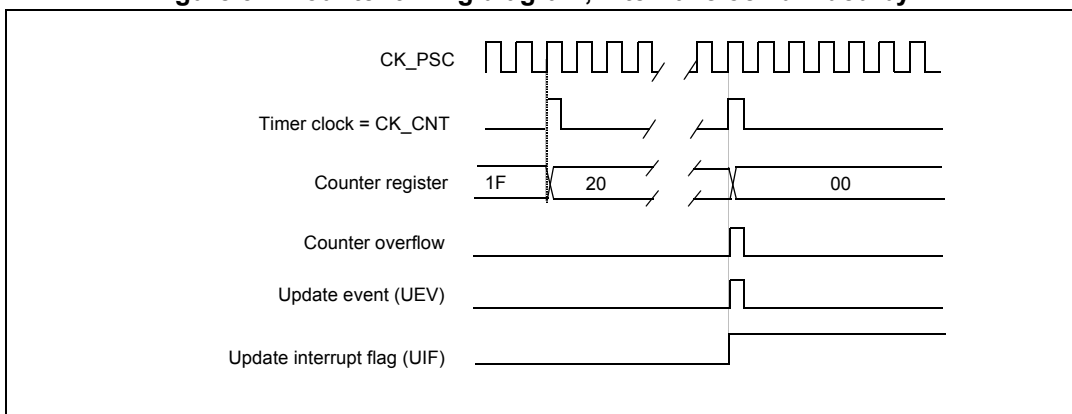 CK_PSC
Timer clock = CK_CNT
Counter register 1F 20 00
Counter overflow
Update event (UEV)
Update interrupt flag (UIF)